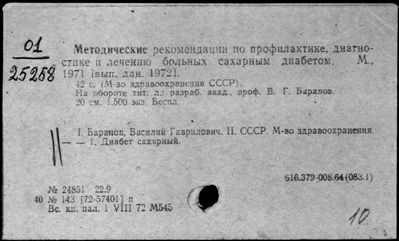 01
25258
Методические рекомендации по профилактике, диагно-
стике и лечению больных сахарным диабетом. М.,
1971 [вып. дан. 1972].
42 с. (М-во здравоохранения СССР).
На обороте тит. л.: разраб. акад., проф. В. Г. Баранов.
20 см. 1.500 экз. Беспл.
I. Баранов, Василий Гаврилович. II. СССР. М-во здравоохранения.
— — 1. Диабет сахарный.
616.379-008.64 (083.1)
№ 24851 22.9
40 № 143 [72-57401] п
Вс. кн. пал. 1 VIII 72 М545
10.